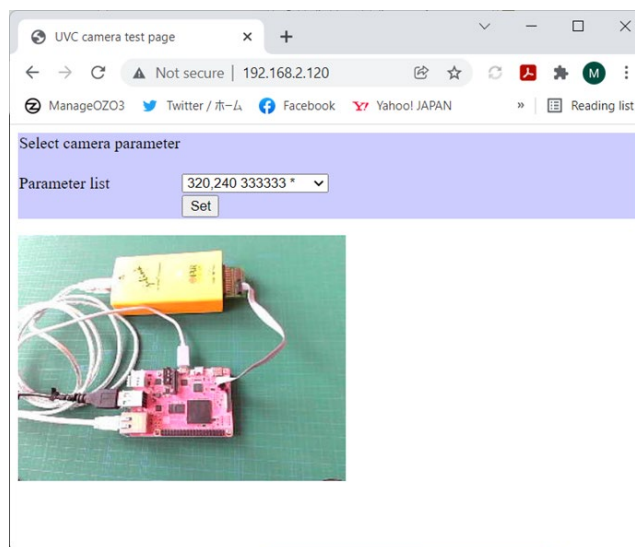 UVC camera test page
Not secure | 192.168.2.120
M
ManageOZO3 Twitter / ホーム Facebook Yahoo! JAPAN » Reading list
Select camera parameter
Parameter list 320,240 333333 *
Set